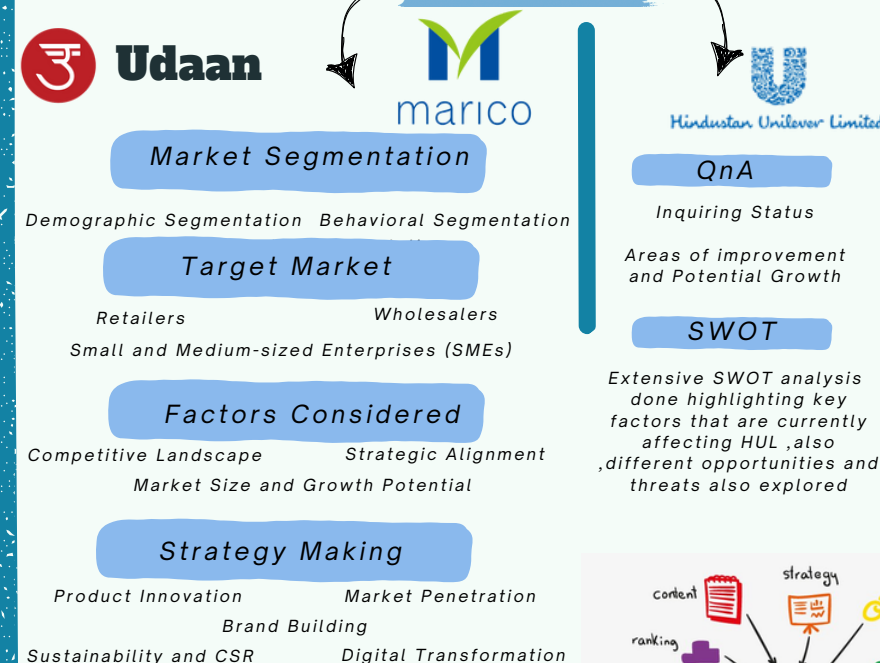 उ
Udaan
marico
Market Segmentation
Demographic Segmentation Behavioral Segmentation
Target Market
Retailers Wholesalers
Small and Medium-sized Enterprises (SMEs)
Factors Considered
Competitive Landscape Strategic Alignment
Market Size and Growth Potential
Strategy Making
Product Innovation Market Penetration
Brand Building
Sustainability and CSR Digital Transformation
Hindustan Unilever Limited
QnA
Inquiring Status
Areas of improvement
and Potential Growth
SWOT
Extensive SWOT analysis
done highlighting key
factors that are currently
affecting HUL ,also
,different opportunities and
threats also explored
content
strategy
ranking